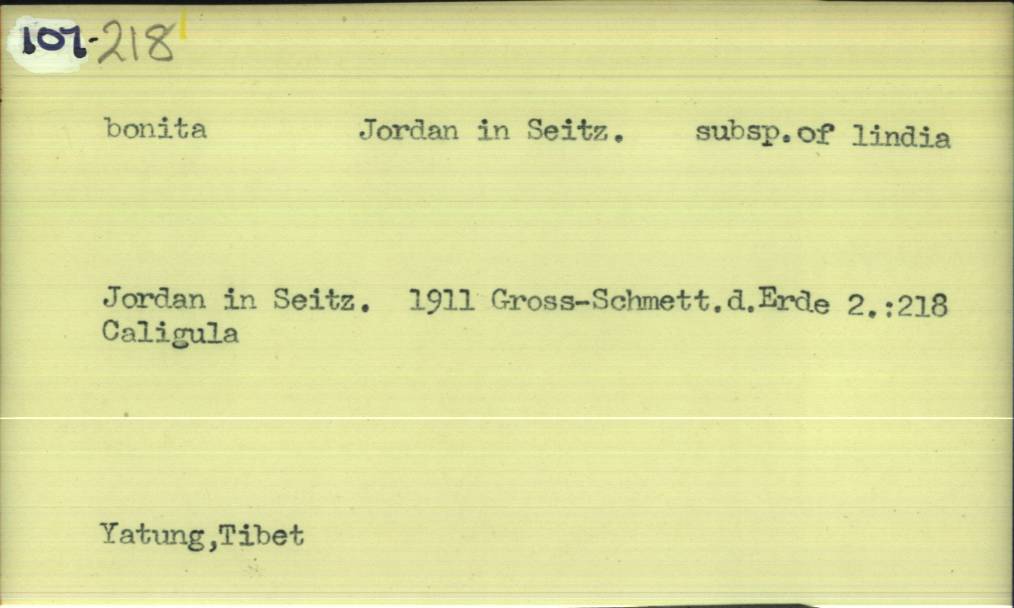 107-218
bonita Jordan in Seitz. subsp.of lindia
Jordan in Seitz. 1911 Gross-Schmett.d.Erde 2.:218
Caligula
Yatung,Tibet